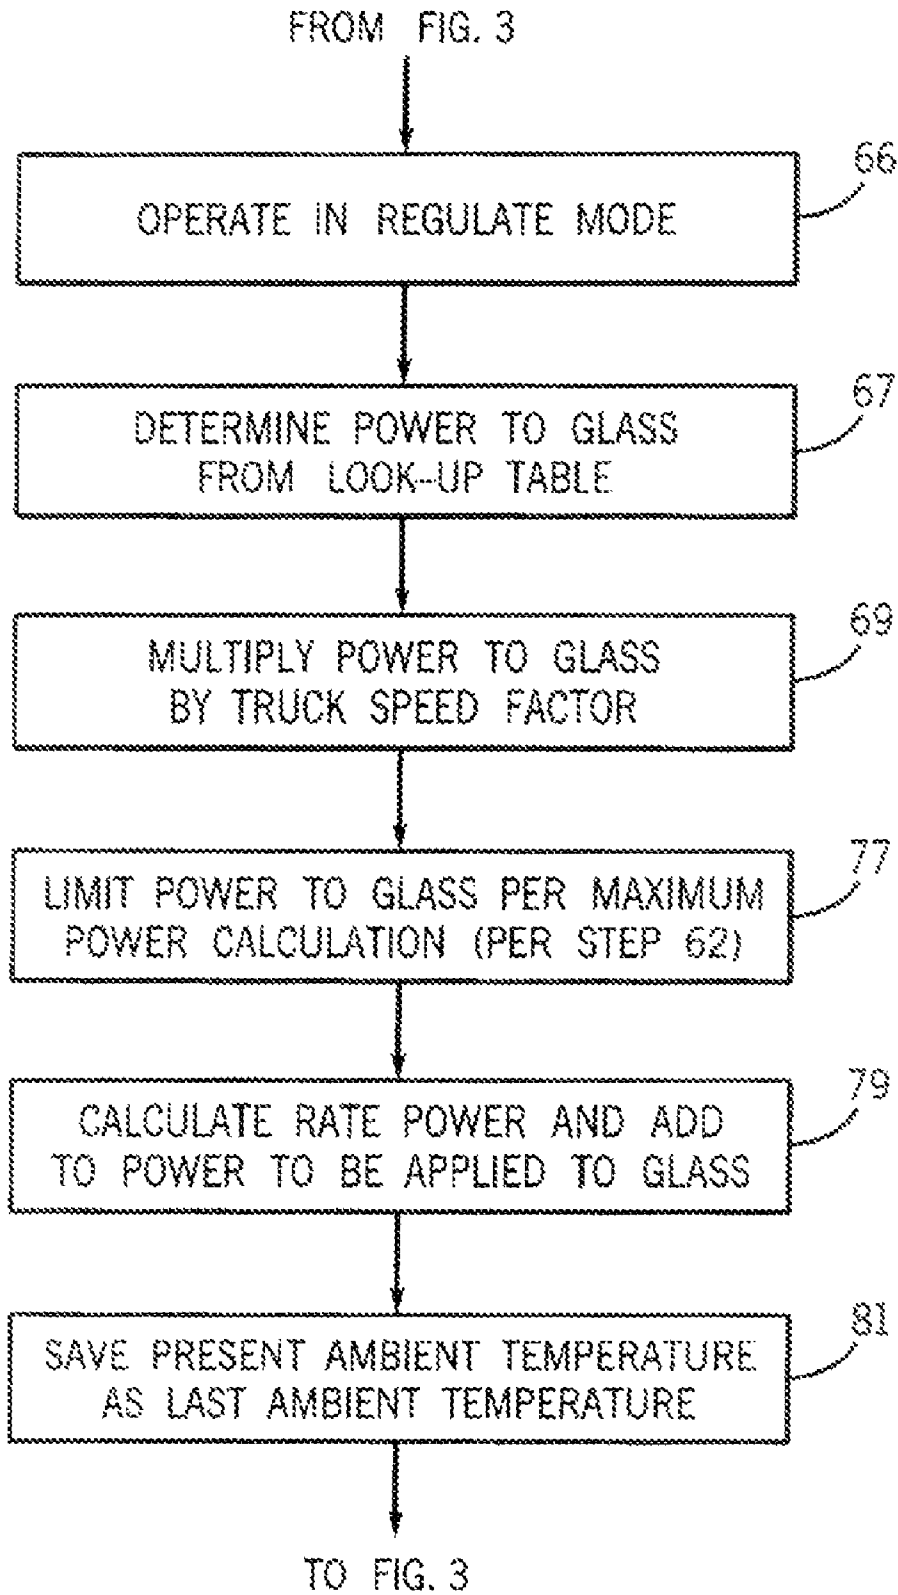 FROM FIG. 3
66
OPERATE IN REGULATE MODE
67
DETERMINE POWER TO GLASS
FROM LOOK-UP TABLE
69
MULTIPLY POWER TO GLASS
BY TRUCK SPEED FACTOR
77
LIMIT POWER TO GLASS PER MAXIMUM
POWER CALCULATION (PER STEP 62)
79
CALCULATE RATE POWER AND ADD
TO POWER TO BE APPLIED TO GLASS
81
SAVE PRESENT AMBIENT TEMPERATURE
AS LAST AMBIENT TEMPERATURE
TO FIG. 3